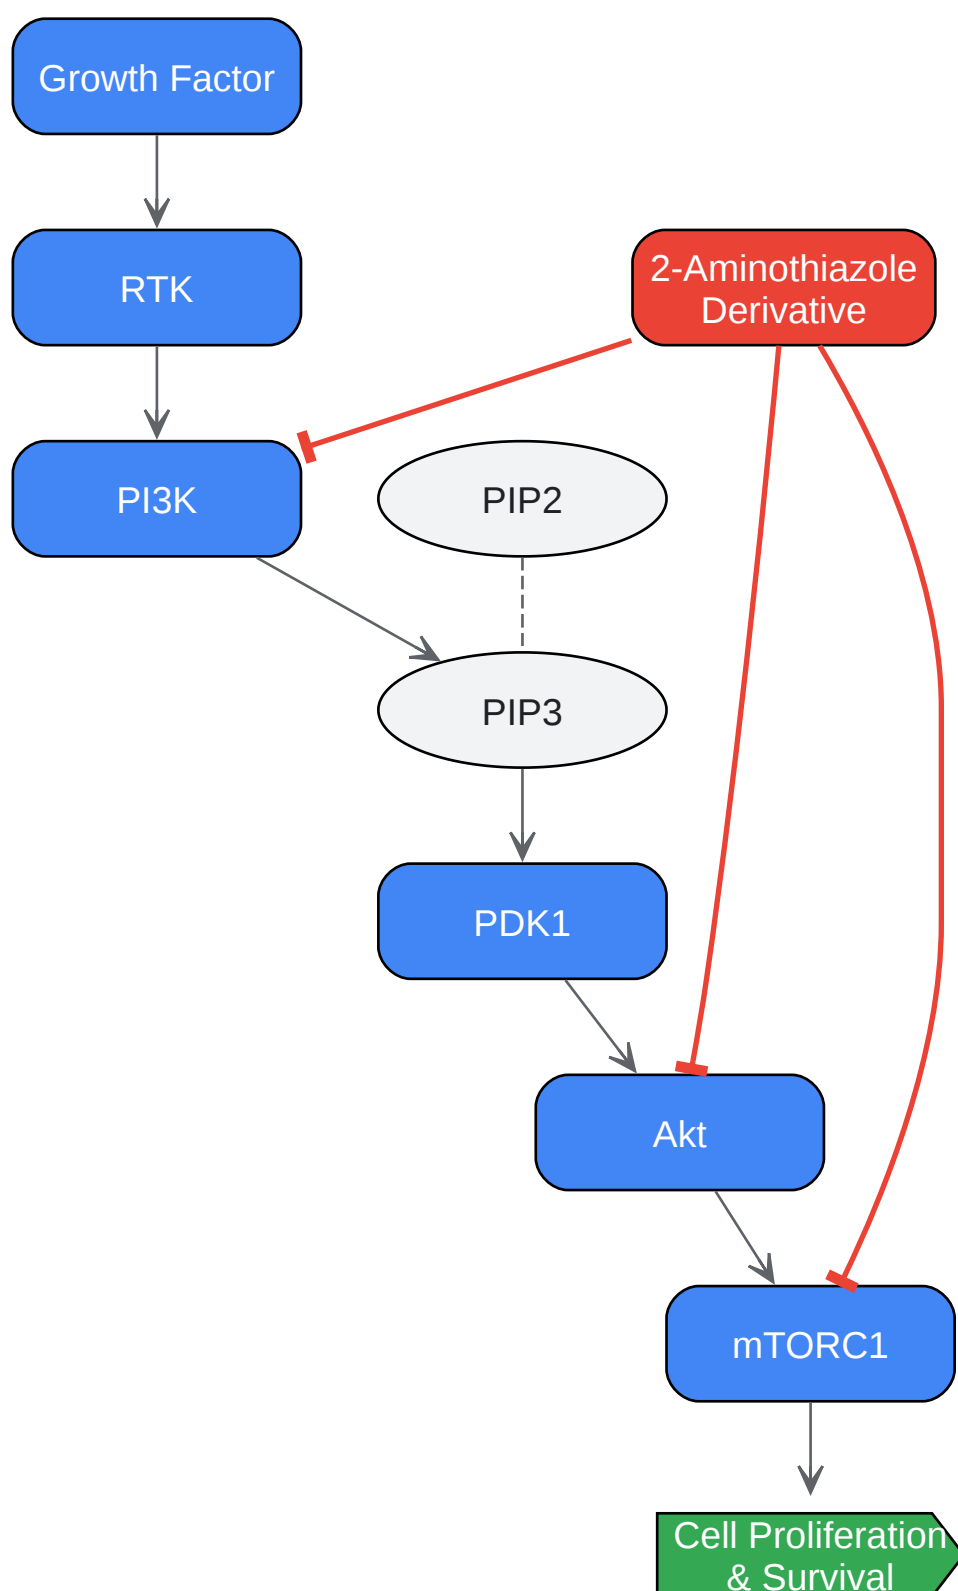 Growth Factor
RTK
2-Aminothiazole
Derivative
PI3K
PIP2
PIP3
PDK1
Akt
mTORC1
Cell Proliferation
& Survival